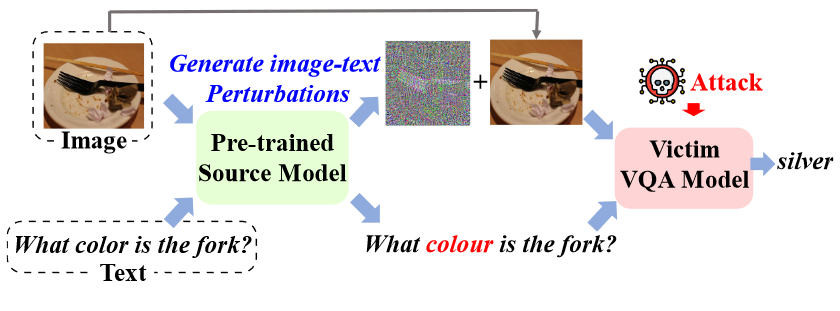 Generate image-text
Perturbations
+
Attack
Image
Pre-trained
Source Model
Victim
VQA Model
silver
What color is the fork?
Text
What colour is the fork?